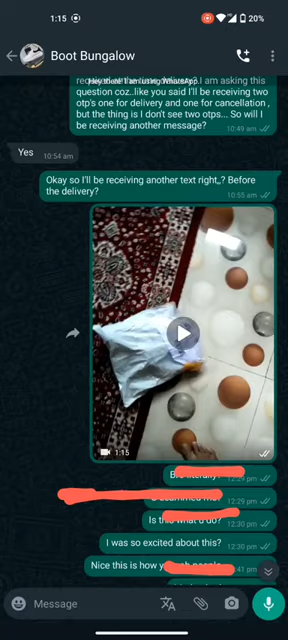 1:15
20%
Boot Bungalow
Hey there! I am using WhatsApp.
I am asking this
question coz..like you said I'll be receiving two
otp's one for delivery and one for cancellation ,
but the thing is I don't see two otps... So will I
be receiving another message?
10:49 am
Yes
10:54 am
Okay so I'll be receiving another text right,,? Before
the delivery?
10:55 am
1:15
12:29 pm
12:29 pm
Is this
12:30 pm
I was so excited about this?
12:30 pm
Nice this is how
41 pm
Message